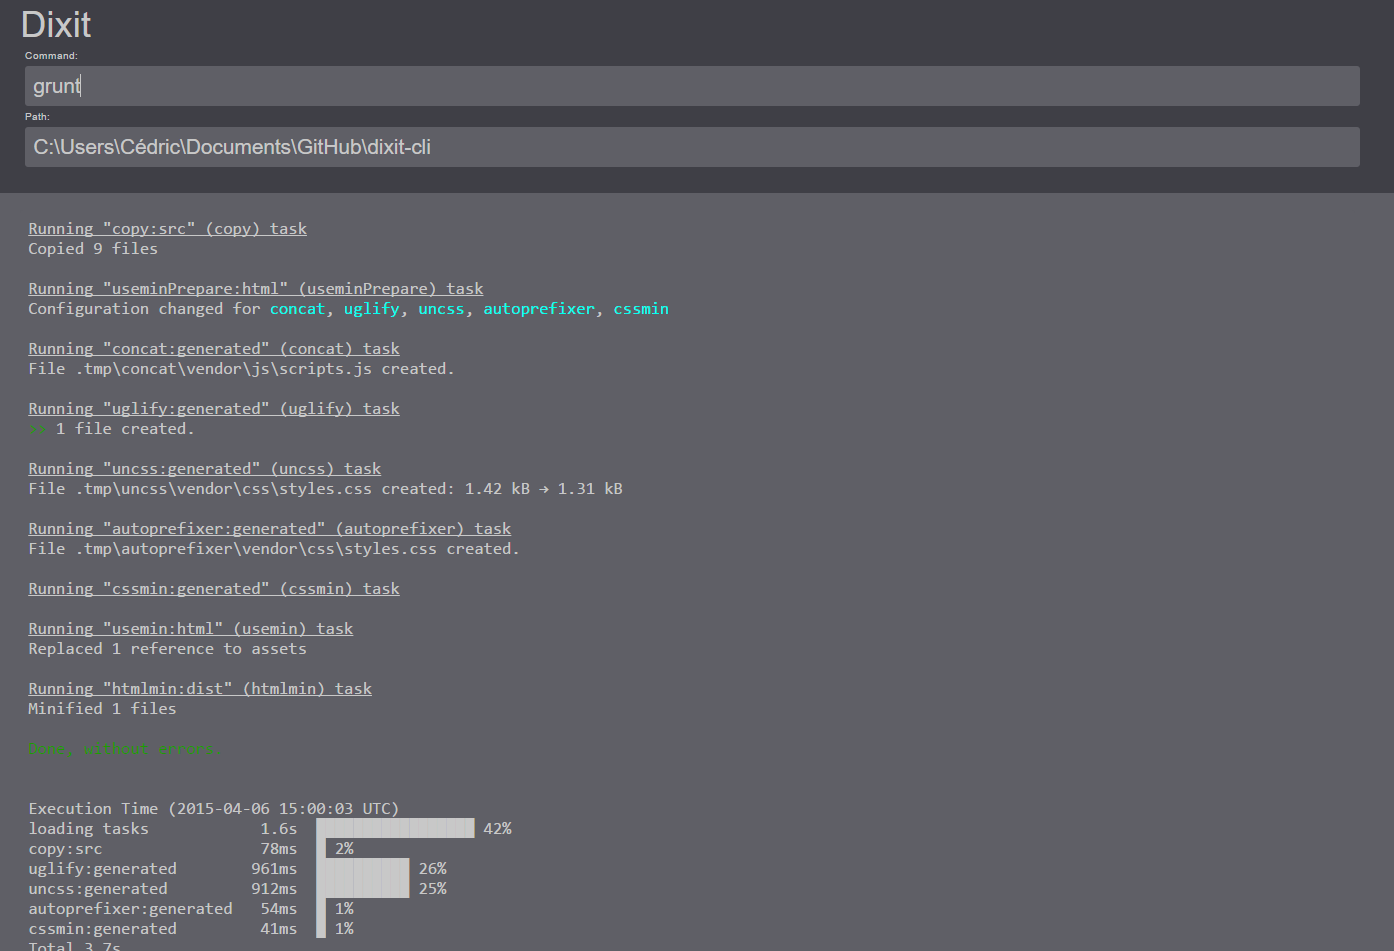 Dixit
Command:
grunt
Path:
C:\Users\Cédric\Documents\GitHub\dixit-cli
Running "copy:src" (copy) task
Copied 9 files
Running "useminPrepare:html" (useminPrepare) task
Configuration changed for concat, uglify, uncss, autoprefixer, cssmin
Running "concat:generated" (concat) task
File .tmp\concat\vendor\js\scripts.js created.
Running "uglify:generated" (uglify) task
>> 1 file created.
Running "uncss:generated" (uncss) task
File .tmp\uncss\vendor\css\styles.css created: 1.42 kB → 1.31 kB
Running "autoprefixer:generated" (autoprefixer) task
File .tmp\autoprefixer\vendor\css\styles.css created.
Running "cssmin:generated" (cssmin) task
Running "usemin:html" (usemin) task
Replaced 1 reference to assets
Running "htmlmin:dist" (htmlmin) task
Minified 1 files
Done, without errors.
Execution Time (2015-04-06 15:00:03 UTC)
loading tasks 1.6s 42%
copy:src 78ms 2%
uglify:generated 961ms 26%
uncss:generated 912ms 25%
autoprefixer:generated 54ms 1%
cssmin:generated 41ms 1%
Total 3.7s